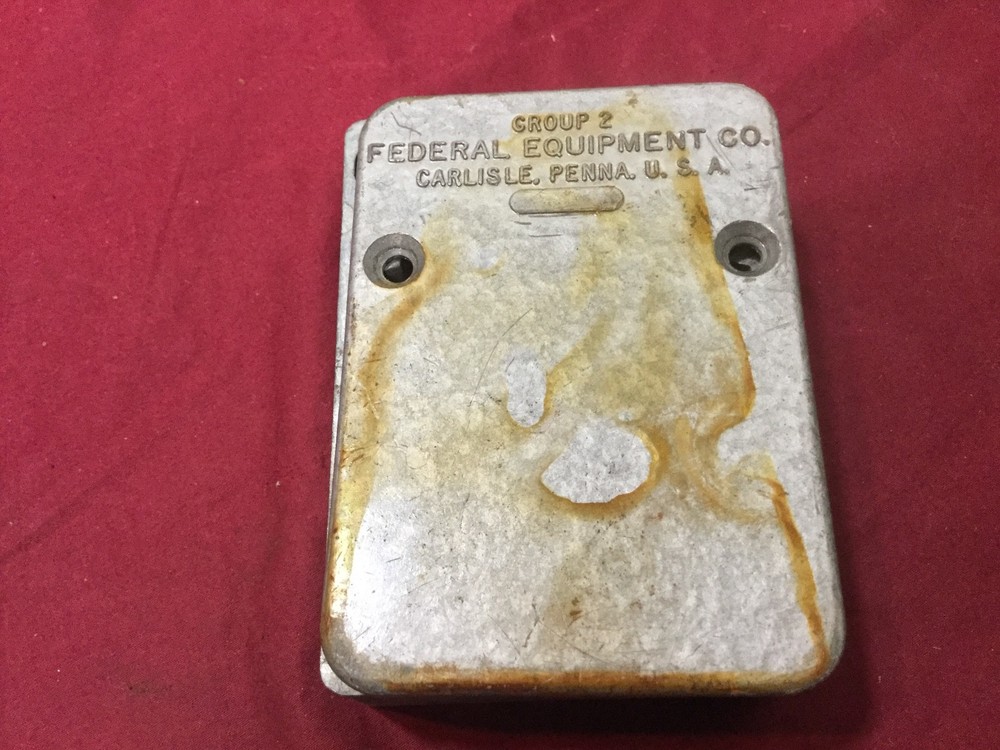 GROUP 2
FEDERAL EQUIPMENT CO.
CARLISLE, PENNA. U. S. A.